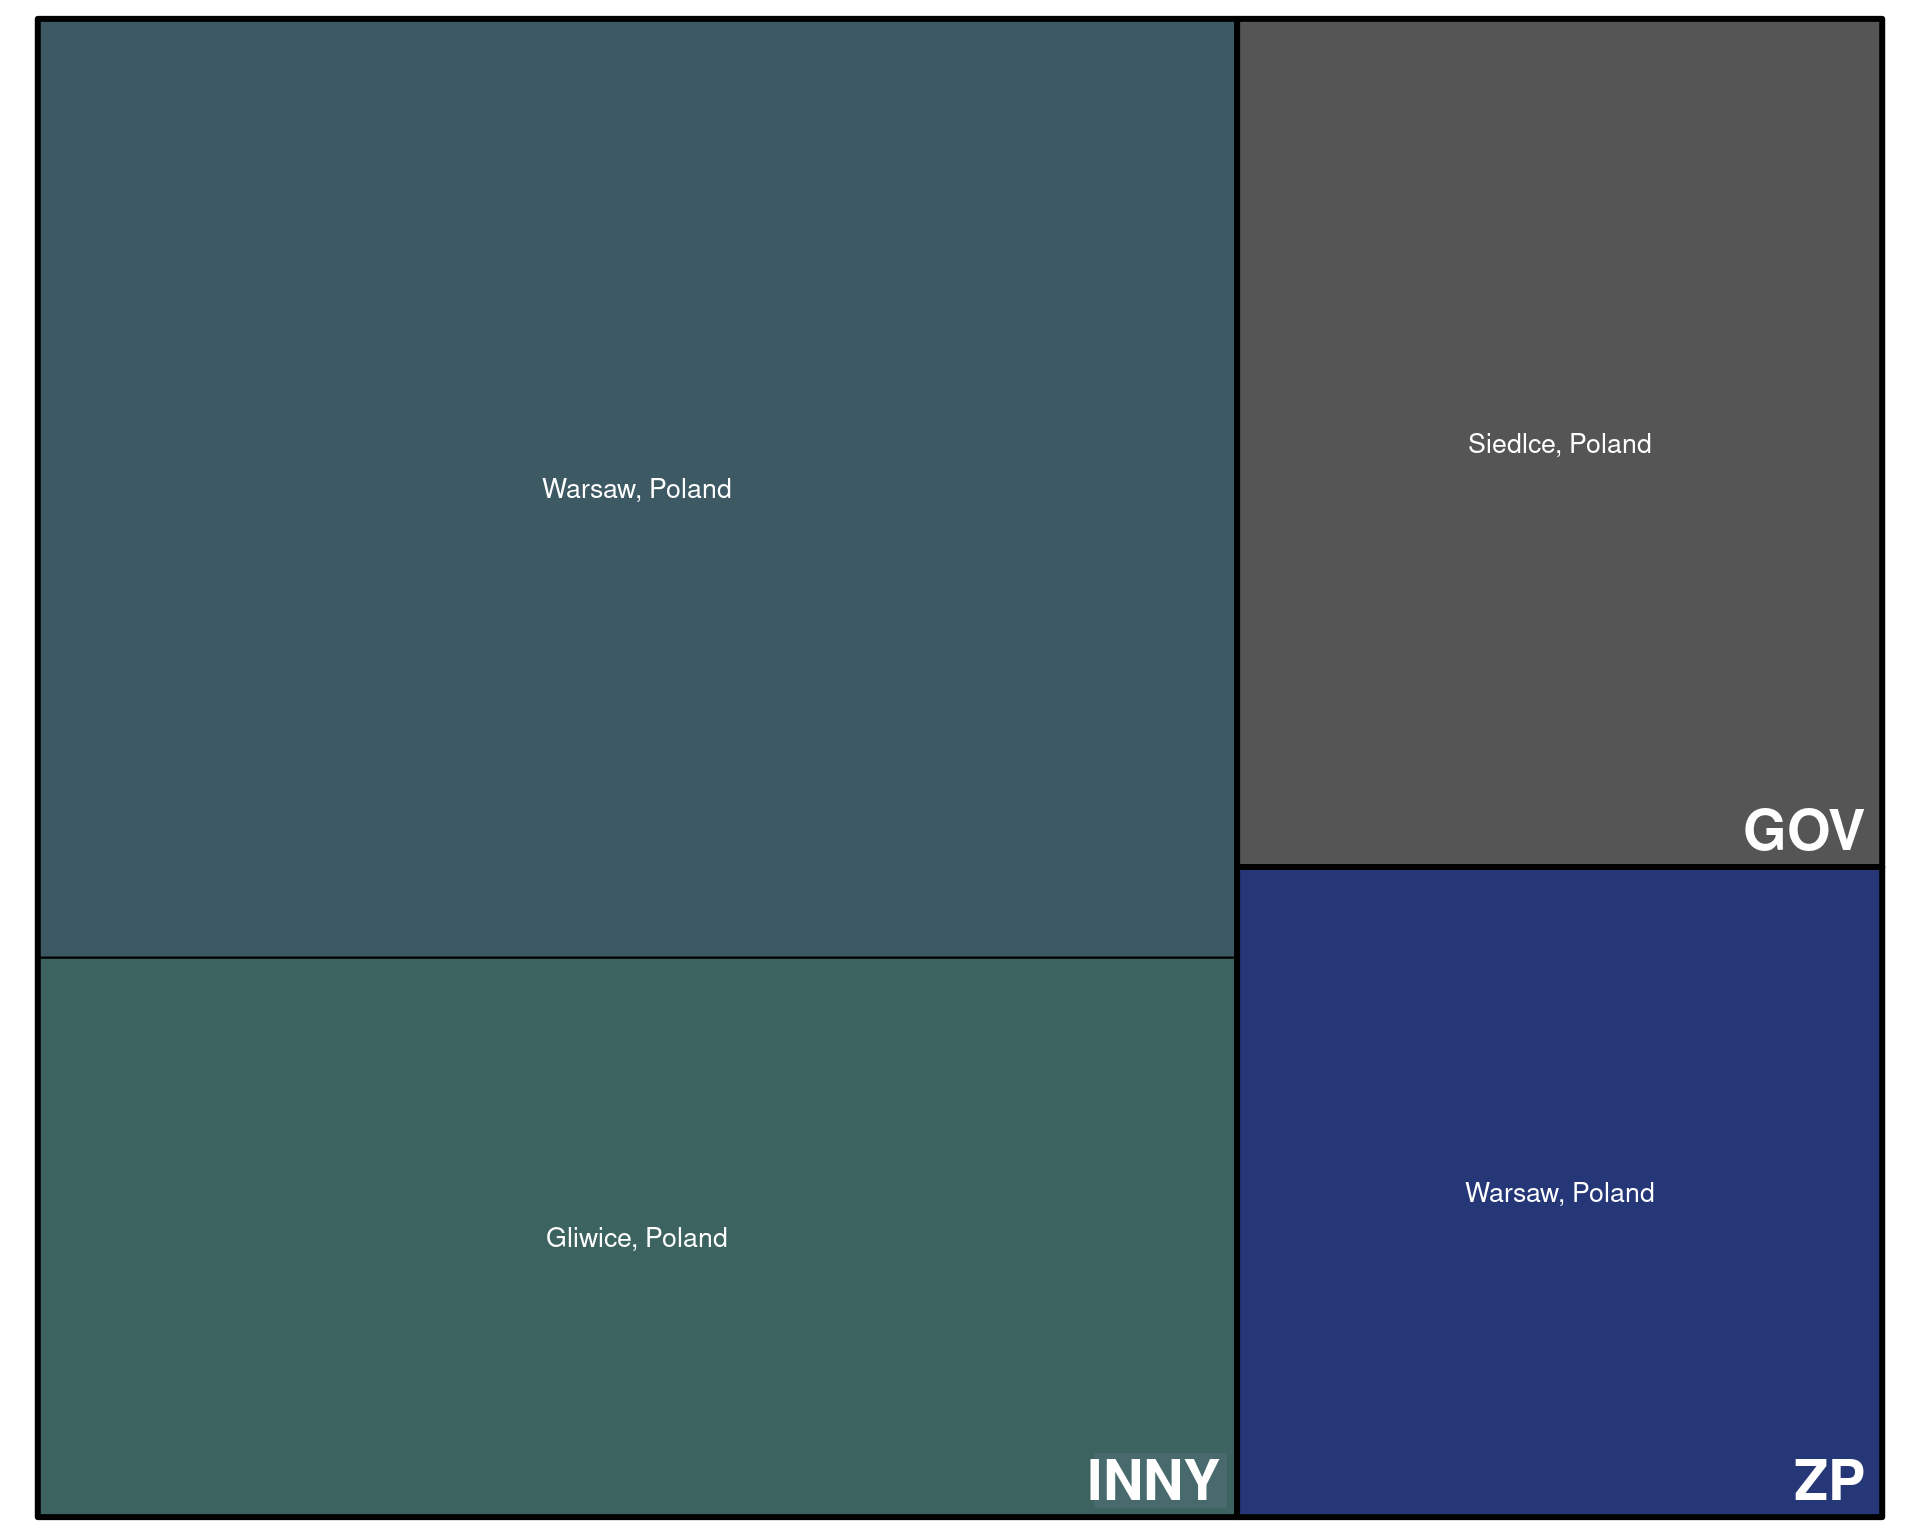 Warsaw, Poland
Gliwice, Poland
INNY
Siedlce, Poland
GOV
Warsaw, Poland
ZP